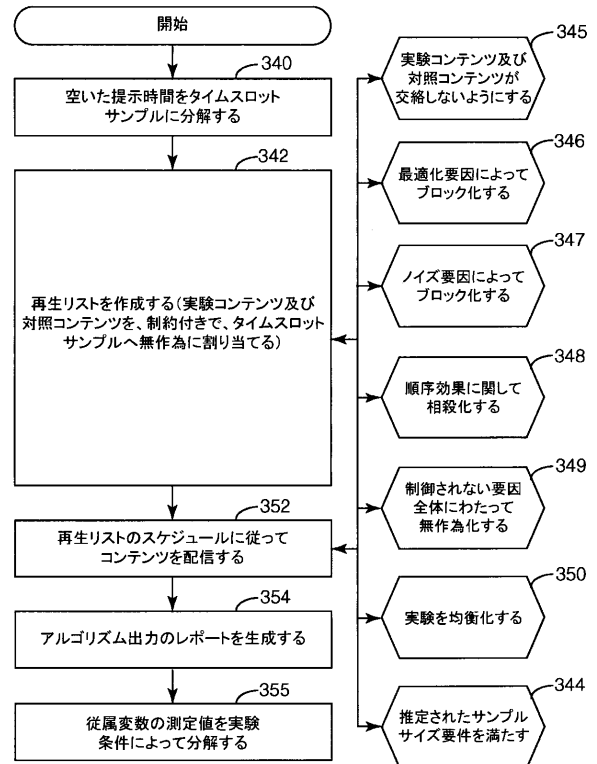 開始
340
空いた提示時間をタイムスロット
サンプルに分解する
342
再生リストを作成する(実験コンテンツ及び
対照コンテンツを、制約付きで、タイムスロット
サンプルへ無作為に割り当てる)
352
再生リストのスケジュールに従って
コンテンツを配信する
354
アルゴリズム出力のレポートを生成する
355
従属変数の測定値を実験
条件によって分解する
345
実験コンテンツ及び
対照コンテンツが
交絡しないようにする
346
最適化要因によって
ブロック化する
347
ノイズ要因によって
ブロック化する
348
順序効果に関して
相殺化する
349
制御されない要因
全体にわたって
無作為化する
350
実験を均衡化する
344
推定されたサンプル
サイズ要件を満たす